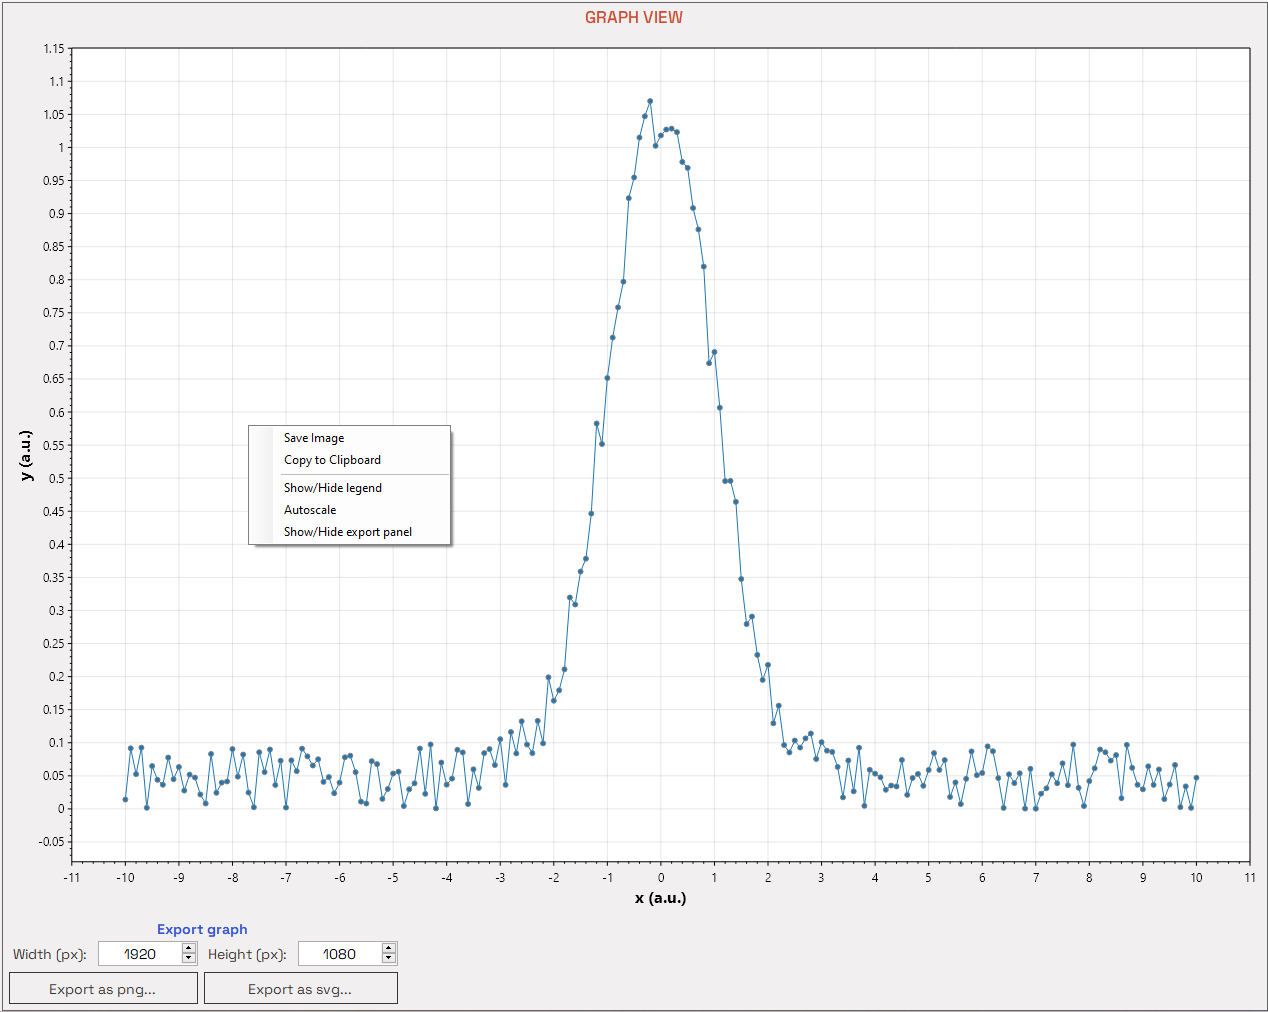 GRAPH VIEW
1.15
1.1
1.05
1
0.95
0.9
0.85
0.8
0.75
0.7
0.65
0.6
0.55
0.5
0.45
0.4
0.35
0.3
0.25
0.2
0.15
0.1
0.05
0
-0.05
y (a.u.)
Save Image
Copy to Clipboard
Show/Hide legend
Autoscale
Show/Hide export panel
-11 -10 -9 -8 -7 -6 -5 -4 -3 -2 -1 0 1 2 3 4 5 6 7 8 9 10 11
x (a.u.)
Export graph
Width (px): 1920 Height (px): 1080
Export as png... Export as svg...